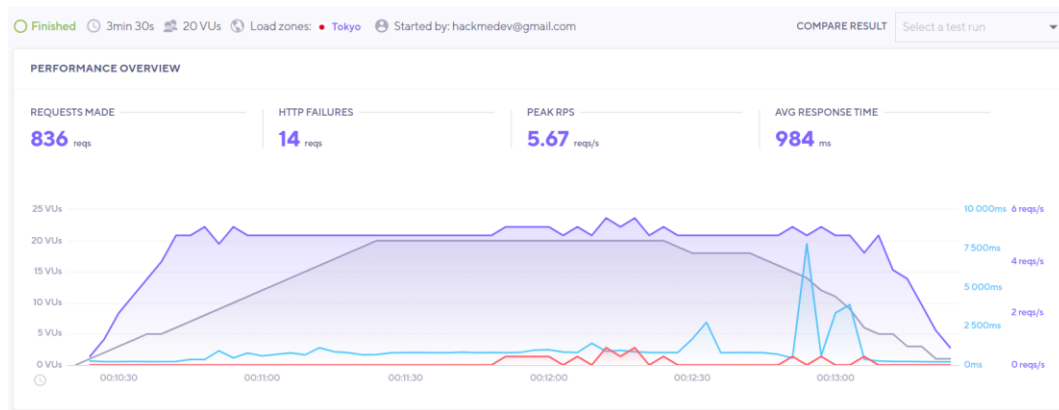 Finished 3min 30s 20 VUs Load zones: Tokyo Started by: hackmedev@gmail.com COMPARE RESULT Select a test run
PERFORMANCE OVERVIEW
REQUESTS MADE HTTP FAILURES PEAK RPS AVG RESPONSE TIME
836 reqs 14 reqs 5.67 reqs/s 984 ms
25 VUs 10 000ms 6 reqs/s
20 VUs 7 500ms
4 reqs/s
15 VUs 5 000ms
10 VUs 2 reqs/s
5 VUs 2 500ms
0 VUs 0ms 0 reqs/s
00:10:30 00:11:00 00:11:30 00:12:00 00:12:30 00:13:00